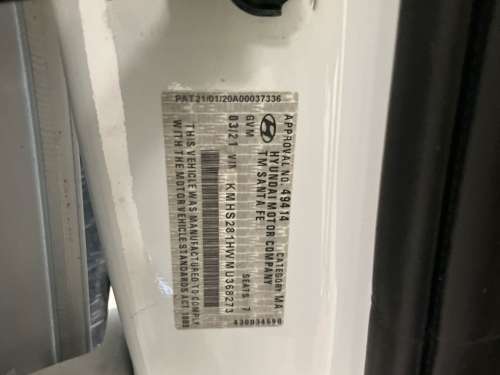 PAT21/01/20A00037336
APPROVAL NO. 49414 CATEGORY MA
HYUNDAI MOTOR COMPANY
TM SANTA FE
GVM SEATS 7
03/21 VIN KMHS281HWMU368273
THIS VEHICLE WAS MANUFACTURED TO COMPLY
WITH THE MOTOR VEHICLE STANDARDS ACT 1989
430034590